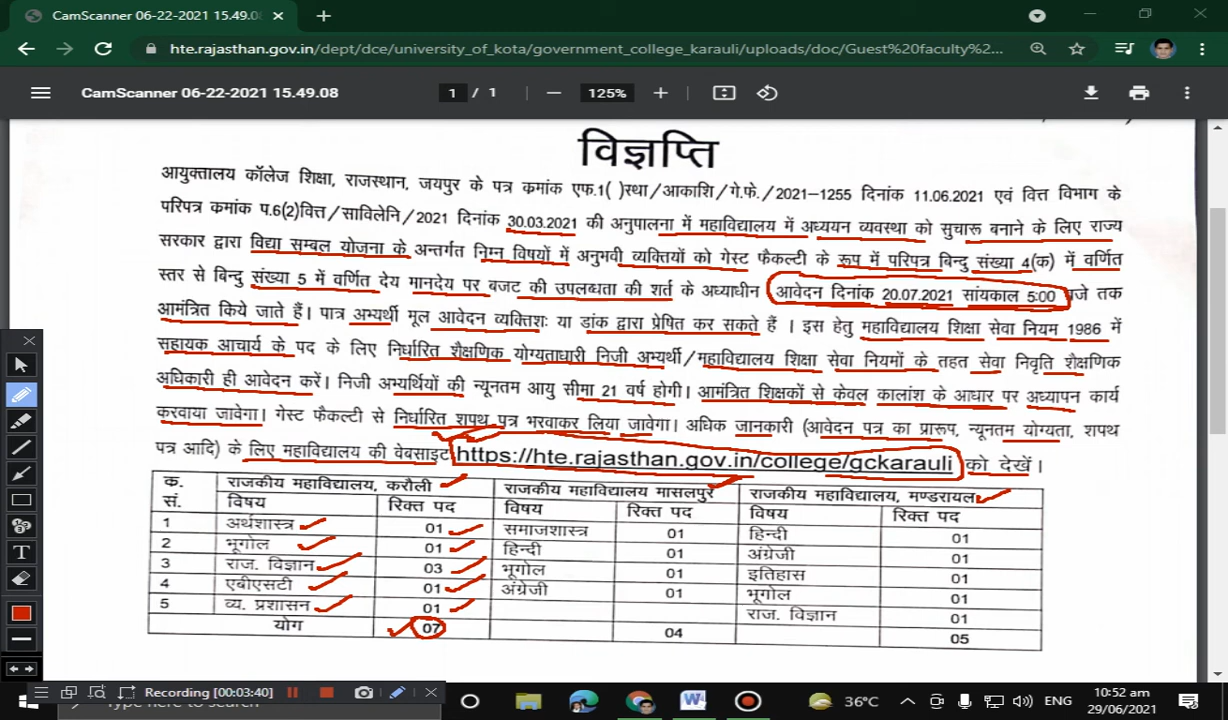 CamScanner 06-22-2021 15.49.08
hte.rajasthan.gov.in/dept/dce/university_of_kota/government_college_karauli/uploads/doc/Guest%20faculty%2...
CamScanner 06-22-2021 15.49.08 1 / 1 125%
विज्ञप्ति
आयुक्तालय कॉलेज शिक्षा, राजस्थान, जयपुर के पत्र कमांक एफ.1( )स्था/आकाशि/गे.फे./2021-1255 दिनांक 11.06.2021 एवं वित्त विभाग के
परिपत्र कमांक प.6(2)वित्त/साविलेनि/2021 दिनांक 30.03.2021 की अनुपालना में महाविद्यालय में अध्ययन व्यवस्था को सुचारू बनाने के लिए राज्य
सरकार द्वारा विद्या सम्बल योजना के अन्तर्गत निम्न विषयों में अनुभवी व्यक्तियों को गेस्ट फैकल्टी के रूप में परिपत्र बिन्दु संख्या 4(क) में वर्णित
स्तर से बिन्दु संख्या 5 में वर्णित देय मानदेय पर बजट की उपलब्धता की शर्त के अध्याधीन आवेदन दिनांक 20.07.2021 सांयकाल 5:00 बजे तक
आमंत्रित किये जाते हैं। पात्र अभ्यर्थी मूल आवेदन व्यक्तिशः या डांक द्वारा प्रेषित कर सकते हैं । इस हेतु महाविद्यालय शिक्षा सेवा नियम 1986 में
सहायक आचार्य के पद के लिए निर्धारित शैक्षणिक योग्यताधारी निजी अभ्यर्थी/महाविद्यालय शिक्षा सेवा नियमों के तहत सेवा निवृति शैक्षणिक
अधिकारी ही आवेदन करें। निजी अभ्यर्थियों की न्यूनतम आयु सीमा 21 वर्ष होगी। आमंत्रित शिक्षकों से केवल कालांश के आधार पर अध्यापन कार्य
करवाया जावेगा। गेस्ट फैकल्टी से निर्धारित शपथ पत्र भरवाकर लिया जावेगा। अधिक जानकारी (आवेदन पत्र का प्रारूप, न्यूनतम योग्यता, शपथ
पत्र आदि) के लिए महाविद्यालय की वेबसाइट https://hte.rajasthan.gov.in/college/gckarauli को देखें।
क. सं. राजकीय महाविद्यालय, करौली राजकीय महाविद्यालय मासलपुर राजकीय महाविद्यालय, मण्डरायल
विषय रिक्त पद विषय रिक्त पद विषय रिक्त पद
1 अर्थशास्त्र 01 समाजशास्त्र 01 हिन्दी 01
2 भूगोल 01 हिन्दी 01 अंग्रेजी 01
3 राज. विज्ञान 03 भूगोल 01 इतिहास 01
4 एबीएसटी 01 अंग्रेजी 01 भूगोल 01
5 व्य. प्रशासन 01 राज. विज्ञान 01
योग 07 04 05
Recording [00:03:40]
Type here to search
36°C ENG 10:52 am
29/06/2021